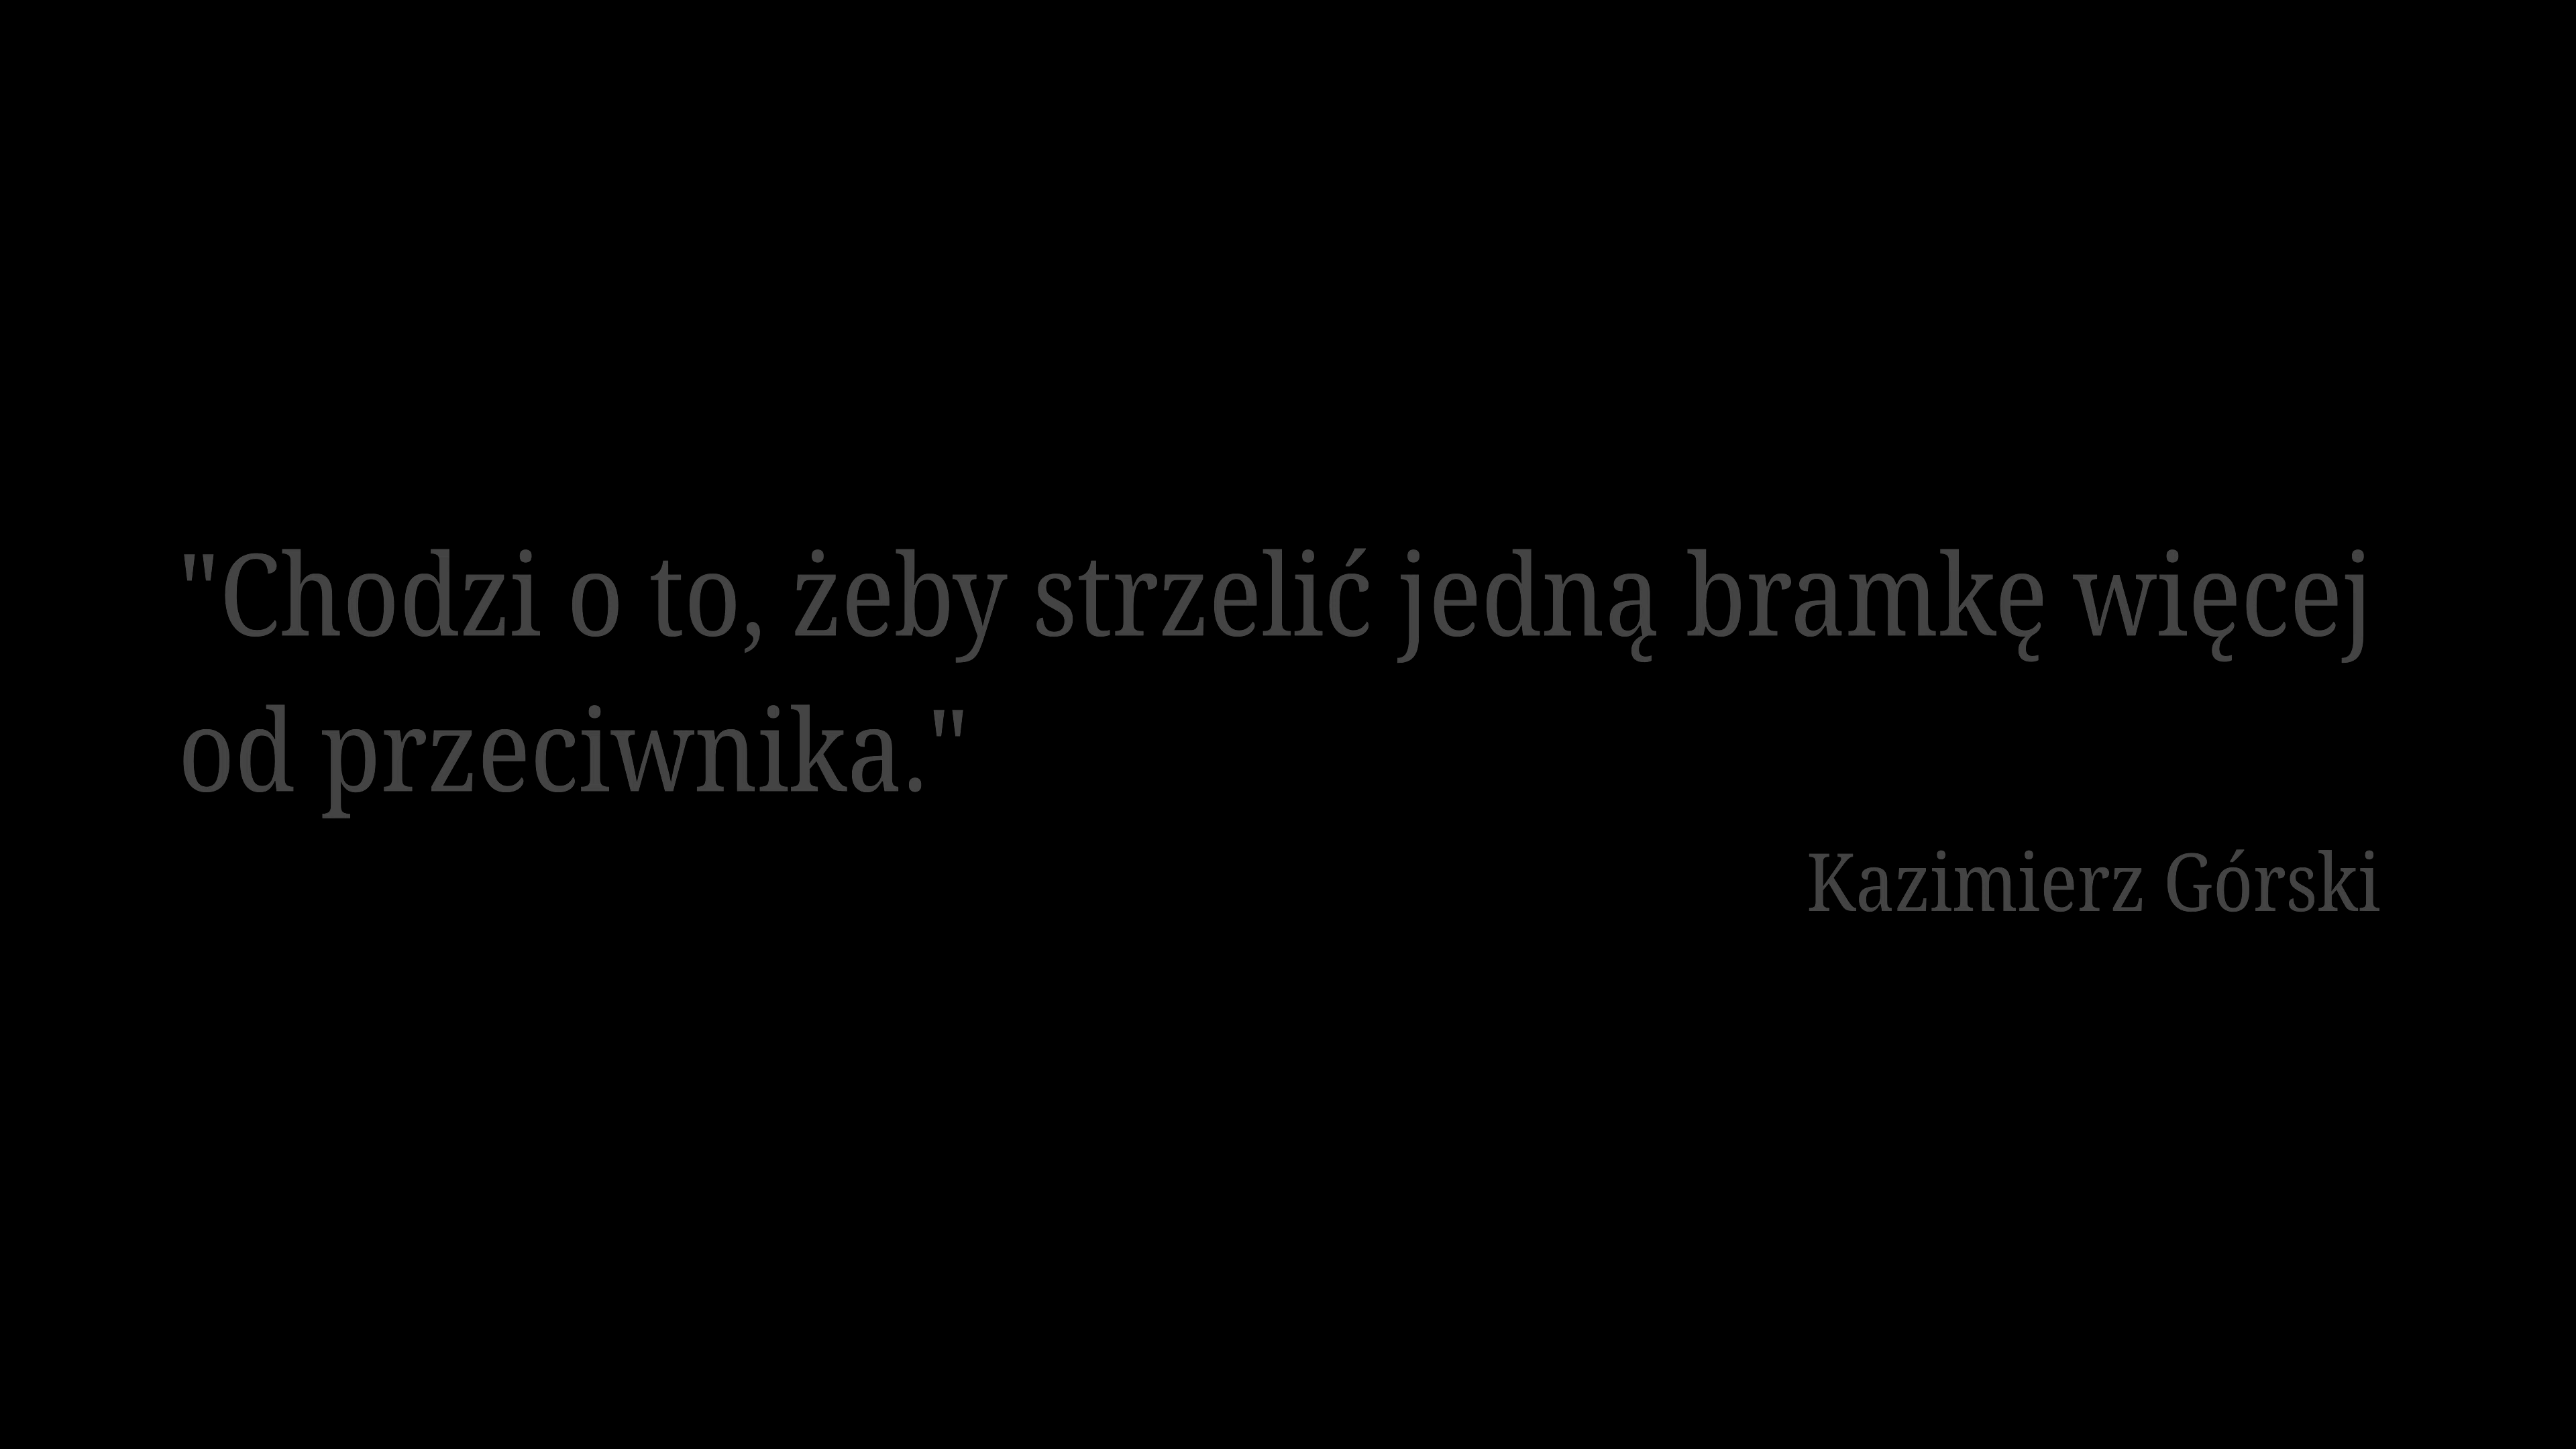 "Chodzi o to, żeby strzelić jedną bramkę więcej
od przeciwnika."
Kazimierz Górski